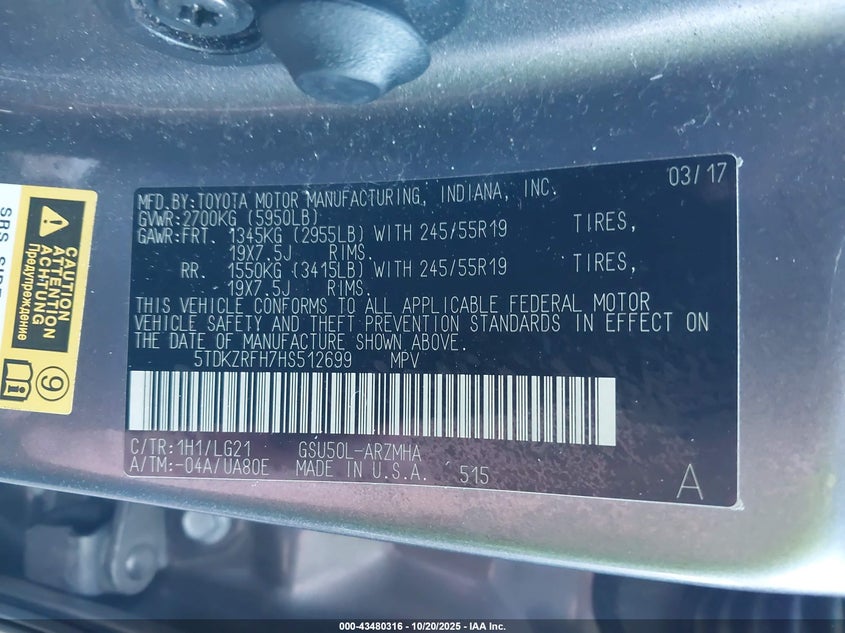 MFD.BY:TOYOTA MOTOR MANUFACTURING, INDIANA, INC. 03/17
GVWR:2700KG (5950LB)
GAWR:FRT. 1345KG (2955LB) WITH 245/55R19 TIRES,
19X7.5J RIMS.
RR. 1550KG (3415LB) WITH 245/55R19 TIRES,
19X7.5J RIMS.
THIS VEHICLE CONFORMS TO ALL APPLICABLE FEDERAL MOTOR
VEHICLE SAFETY AND THEFT PREVENTION STANDARDS IN EFFECT ON
THE DATE OF MANUFACTURE SHOWN ABOVE.
5TDKZRFH7HS512699 MPV
C/TR:1H1/LG21 GSU50L-ARZMHA
A/TM:-04A/UA80E MADE IN U.S.A. 515
A
CAUTION
ATTENTION
ACHTUNG
Предупреждение
9
SRS SIDE
000-43480316 - 10/20/2025 - IAA Inc.